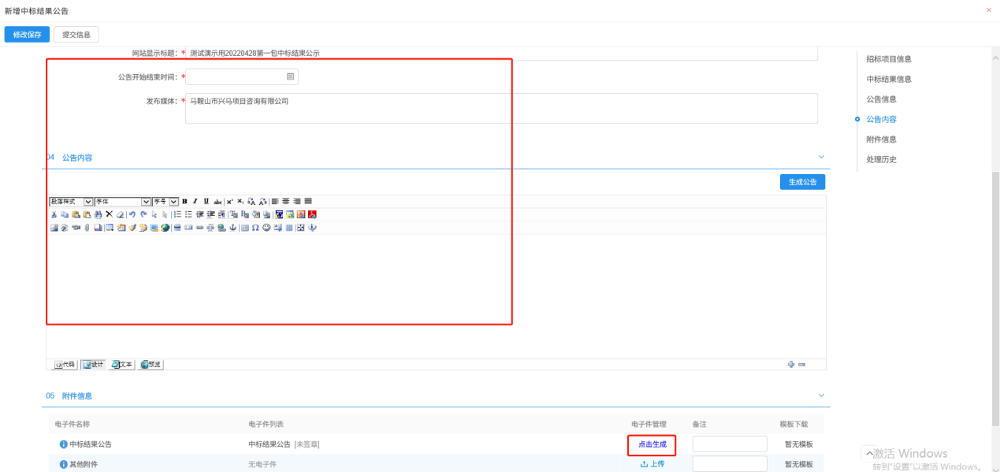 新增中标结果公告 ×
修改保存 提交信息
网站显示标题：* 测试演示用20220428第一包中标结果公示
公告开始结束时间：*
发布媒体：* 马鞍山市兴马项目咨询有限公司
招标项目信息
中标结果信息
公告信息
公告内容
附件信息
处理历史
04 公告内容
生成公告
段落样式 字体 字号 B I U abc x² x₂
代码 设计 文本 预览
05 附件信息
电子件名称 电子件列表 电子件管理 备注 模板下载
中标结果公告 中标结果公告 [未签章] 点击生成 暂无模板
其他附件 无电子件 上传 暂无模板
激活 Windows
转到"设置"以激活 Windows。